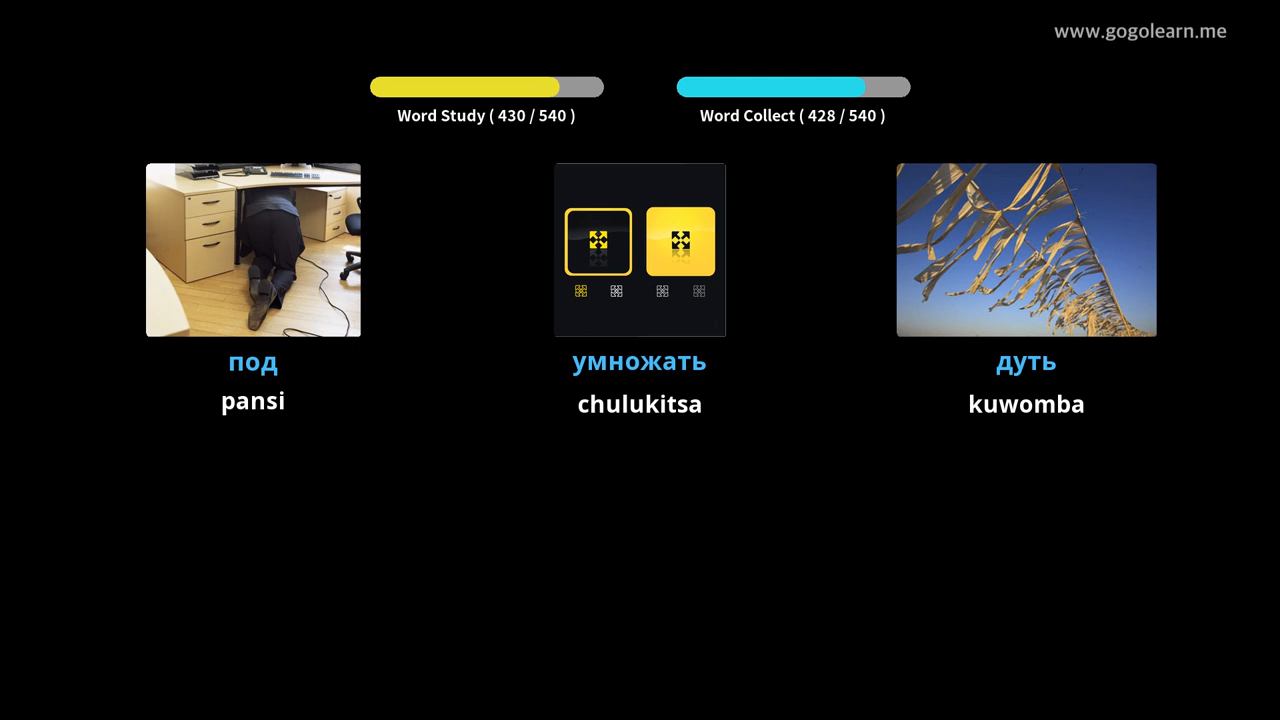 www.gogolearn.me
Word Study ( 430 / 540 )
Word Collect ( 428 / 540 )
под
умножать
дуть
pansi
chulukitsa
kuwomba